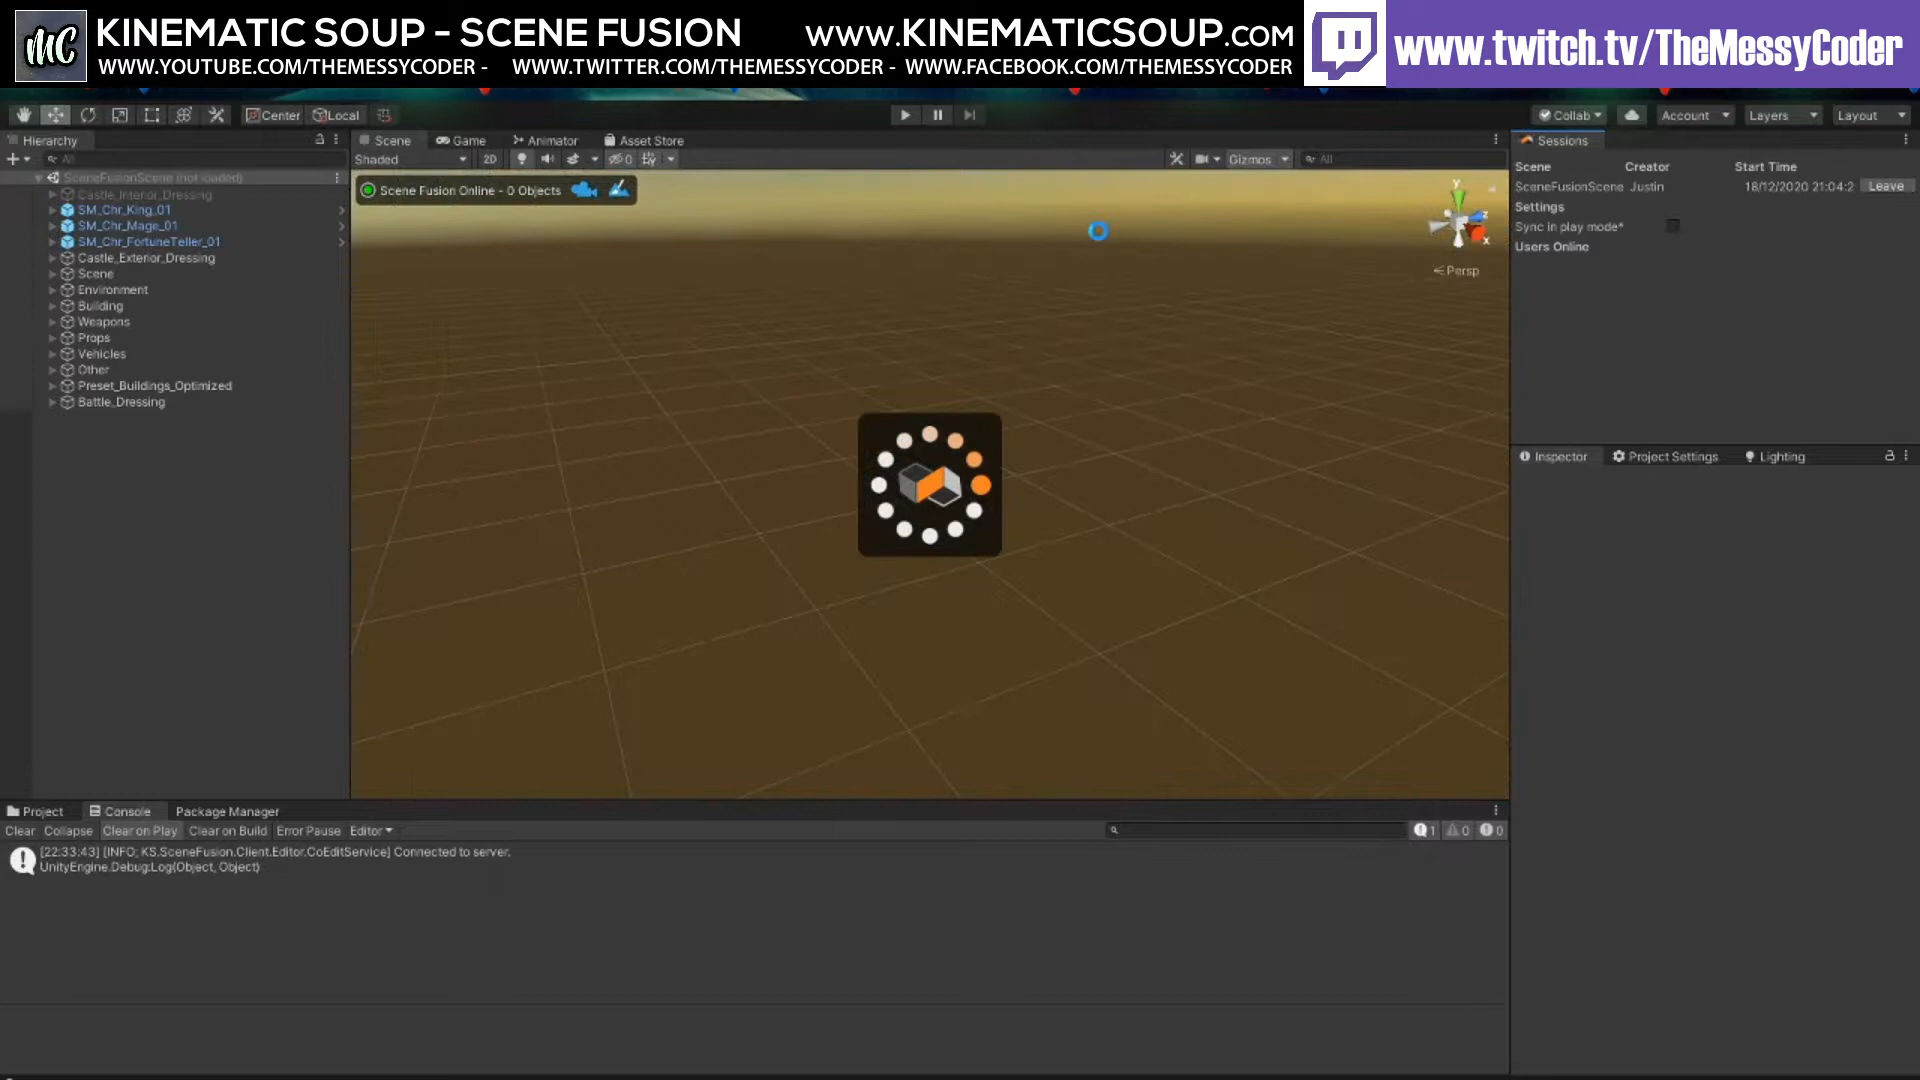 MC
KINEMATIC SOUP - SCENE FUSION
WWW.KINEMATICSOUP.COM
WWW.YOUTUBE.COM/THEMESSYCODER - WWW.TWITTER.COM/THEMESSYCODER - WWW.FACEBOOK.COM/THEMESSYCODER
www.twitch.tv/TheMessyCoder
Center Local
Collab Account Layers Layout
Hierarchy
All
SceneFusionScene (not loaded)
Castle_Interior_Dressing
SM_Chr_King_01
SM_Chr_Mage_01
SM_Chr_FortuneTeller_01
Castle_Exterior_Dressing
Scene
Environment
Building
Weapons
Props
Vehicles
Other
Preset_Buildings_Optimized
Battle_Dressing
Scene Game Animator Asset Store
Shaded 2D 0 Gizmos All
Scene Fusion Online - 0 Objects
y
z
x
Persp
Sessions
Scene Creator Start Time
SceneFusionScene Justin 18/12/2020 21:04:2 Leave
Settings
Sync in play mode*
Users Online
Inspector Project Settings Lighting
Project Console Package Manager
Clear Collapse Clear on Play Clear on Build Error Pause Editor 1 0 0
[22:33:43] [INFO; KS.SceneFusion.Client.Editor.CoEditService] Connected to server.
UnityEngine.Debug:Log(Object, Object)